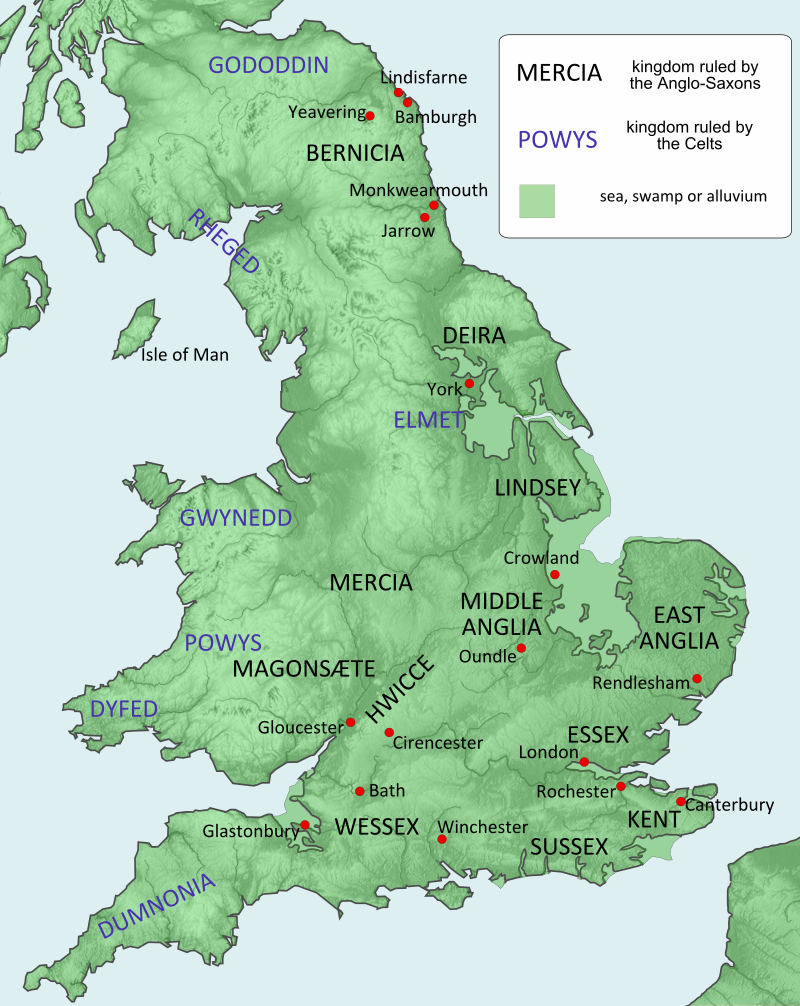 GODODDIN
Lindisfarne
Yeavering
Bamburgh
BERNICIA
Monkwearmouth
Jarrow
RHEGED
Isle of Man
DEIRA
York
ELMET
LINDSEY
GWYNEDD
Crowland
MERCIA
MIDDLE
ANGLIA
EAST
ANGLIA
POWYS
Oundle
MAGONSÆTE
HWICCE
Rendlesham
DYFED
Gloucester
Cirencester
ESSEX
London
Bath
Rochester
Canterbury
KENT
Glastonbury
WESSEX
Winchester
SUSSEX
DUMNONIA
MERCIA
kingdom ruled by
the Anglo-Saxons
POWYS
kingdom ruled by
the Celts
sea, swamp or alluvium